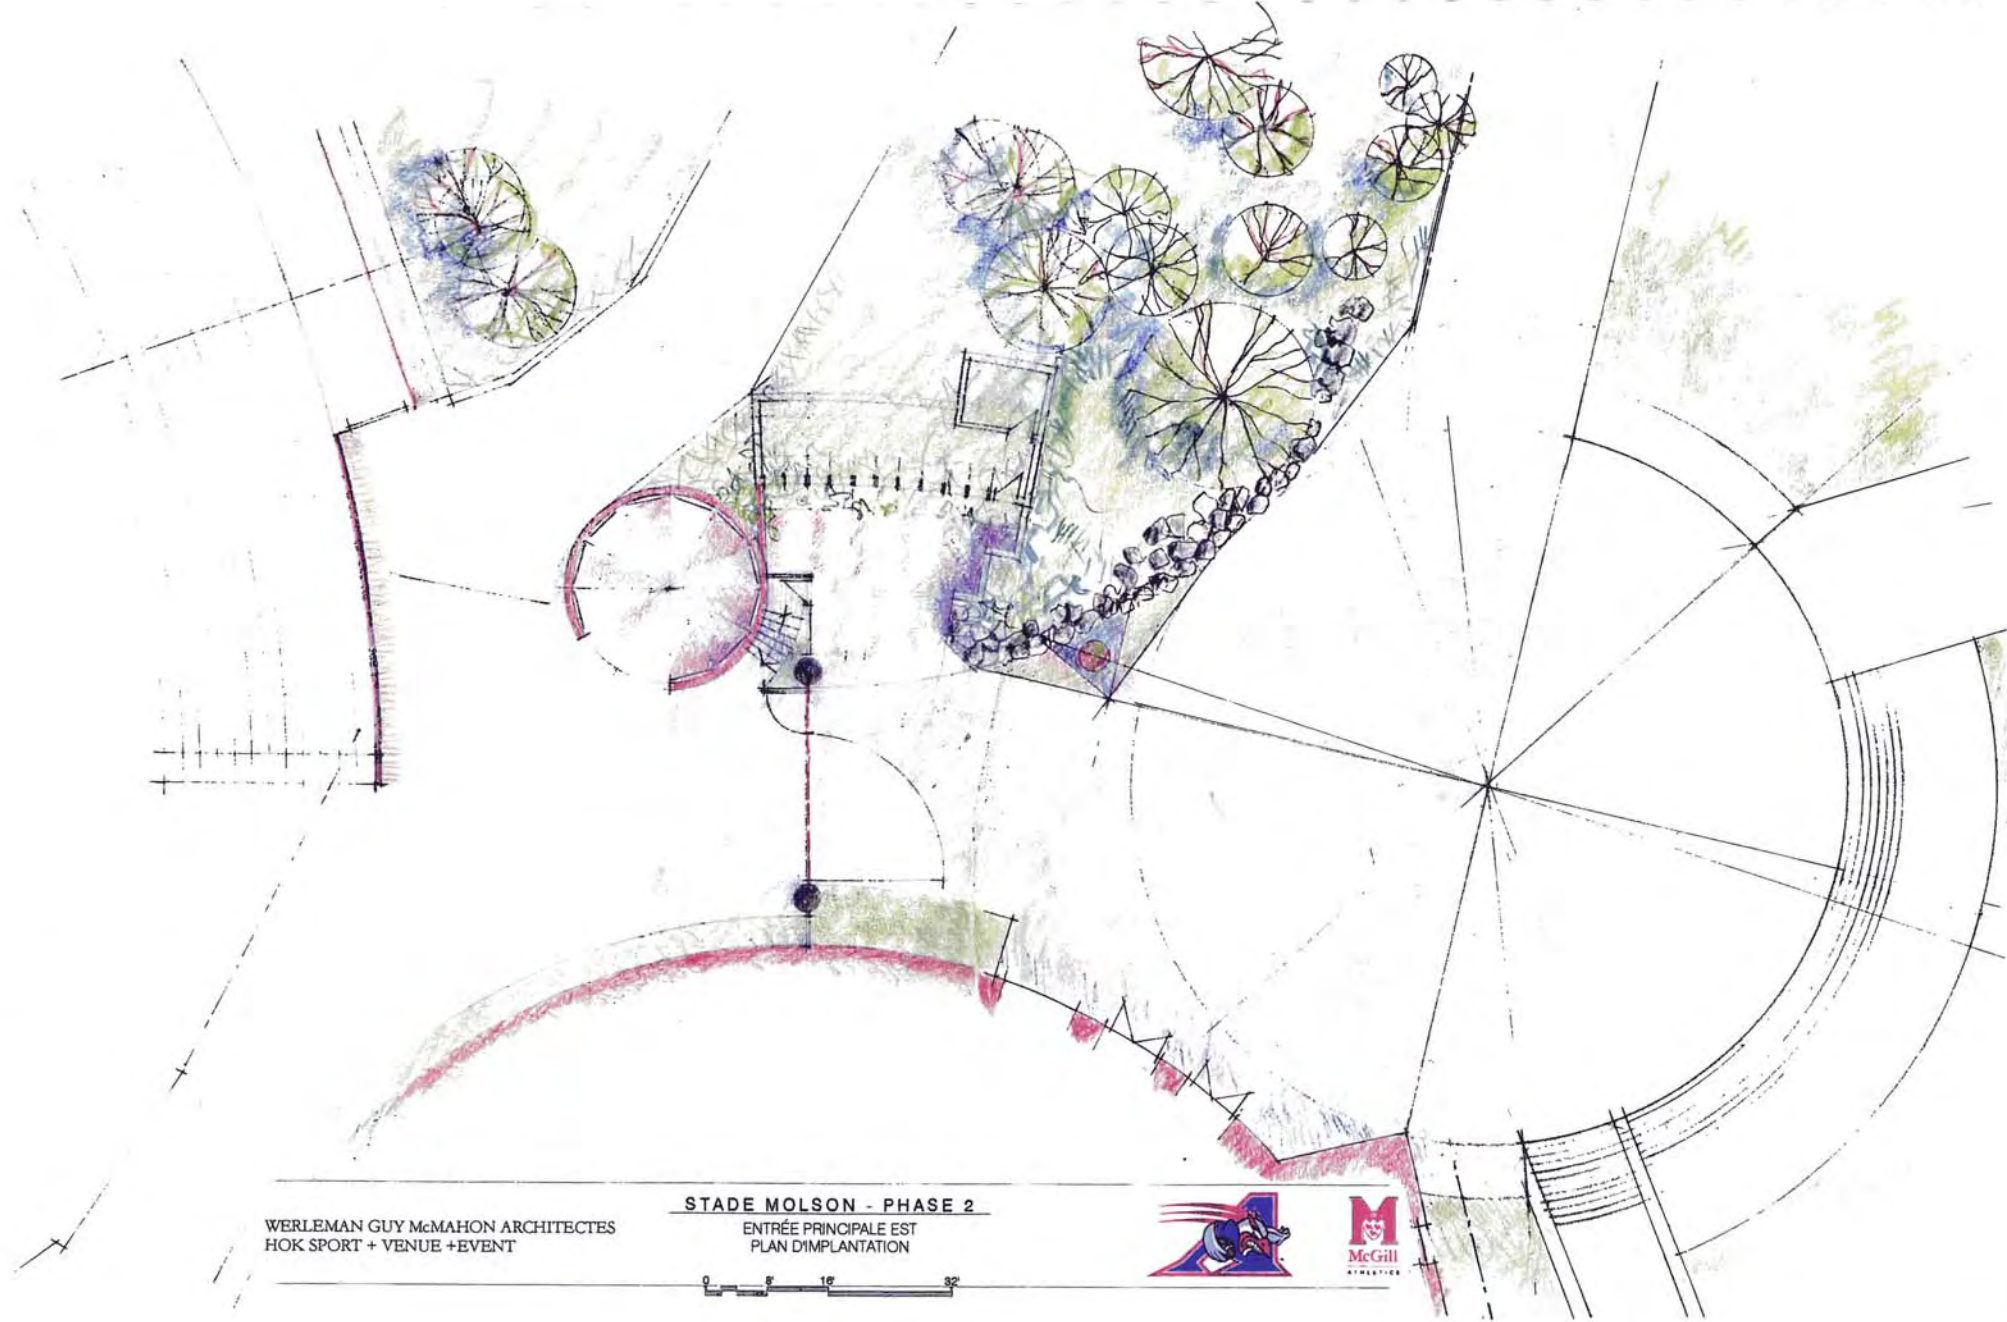 WERLEMAN GUY McMAHON ARCHITECTES
HOK SPORT + VENUE +EVENT
STADE MOLSON - PHASE 2
ENTRÉE PRINCIPALE EST
PLAN D'IMPLANTATION
0 8' 16' 32'
A
M
McGill
ATHLETICS